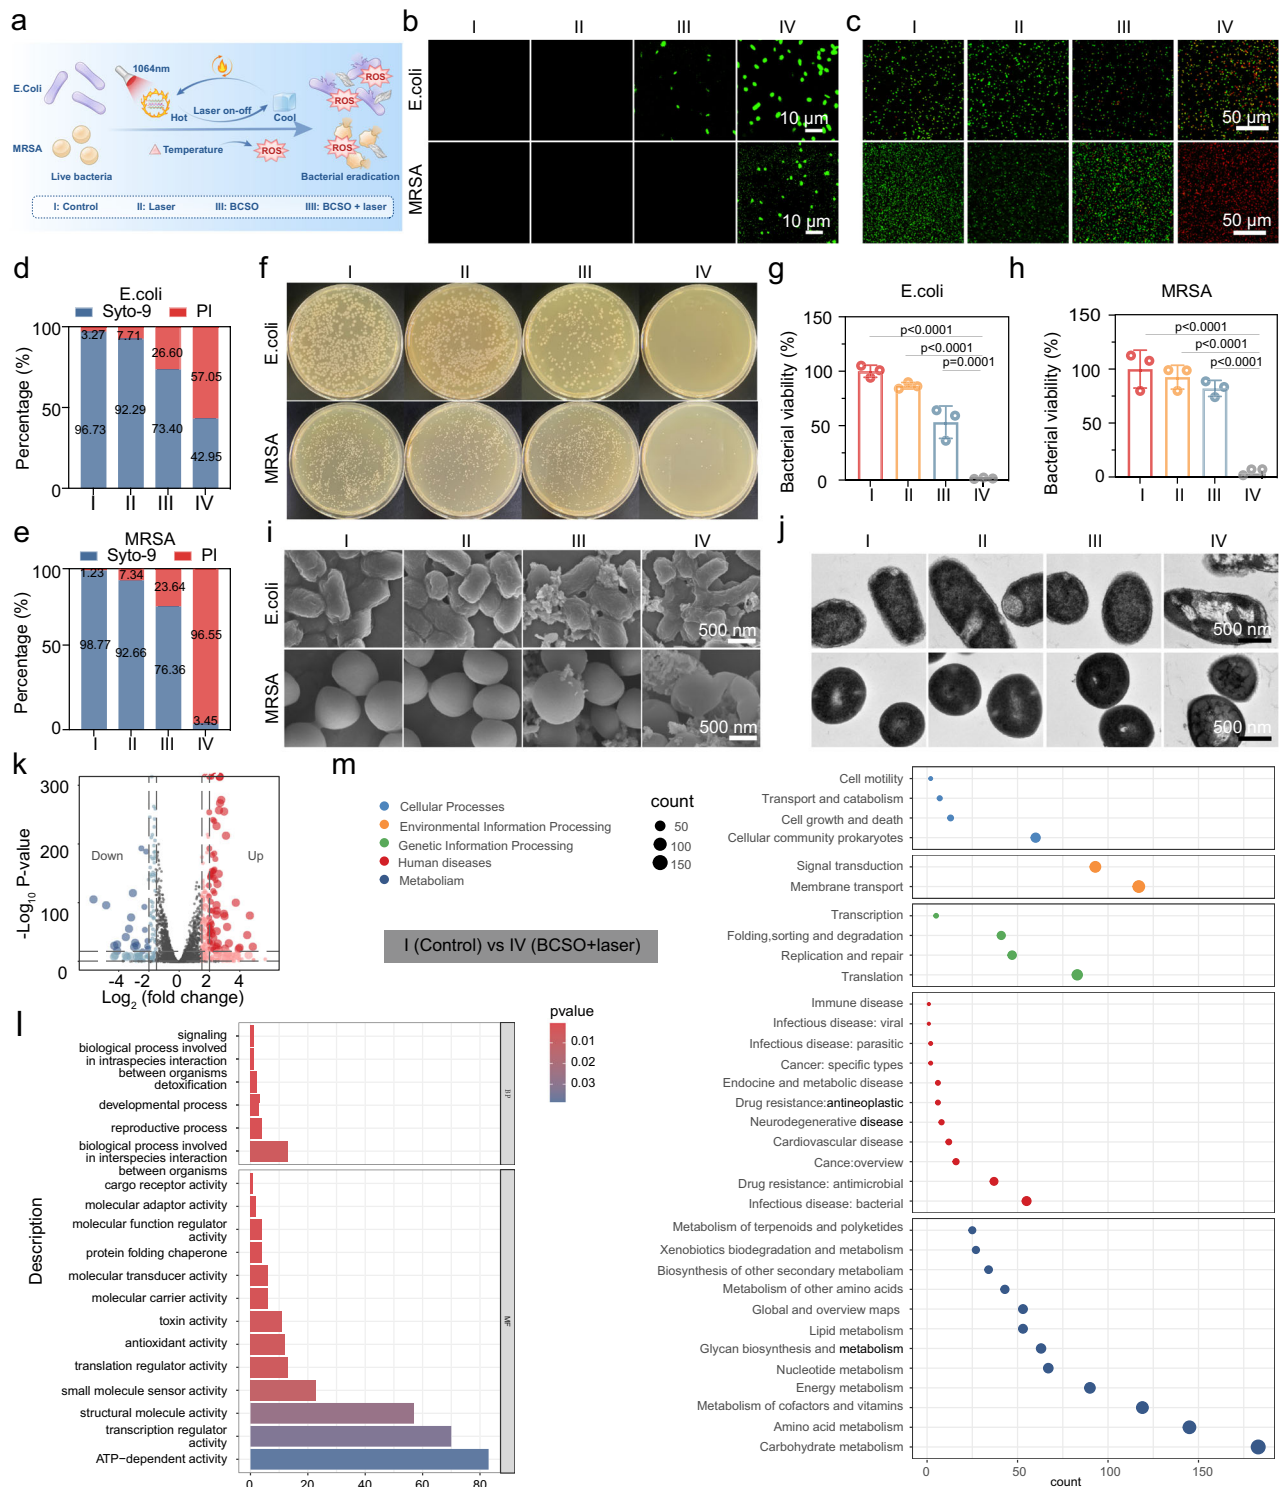 a
E.Coli
1064nm
Hot
Laser on-off
Cool
ROS
ROS
MRSA
Temperature
ROS
ROS
Live bacteria
Bacterial eradication
I: Control
II: Laser
III: BCSO
IIII: BCSO + laser
b
I
II
III
IV
E.coli
10 μm
MRSA
10 μm
c
I
II
III
IV
50 μm
50 μm
d
E.coli
Syto-9
PI
Percentage (%)
100
50
0
3.27
7.71
26.60
57.05
96.73
92.29
73.40
42.95
I
II
III
IV
e
MRSA
Syto-9
PI
Percentage (%)
100
50
0
1.23
7.34
23.64
96.55
98.77
92.66
76.36
3.45
I
II
III
IV
f
I
II
III
IV
E.coli
MRSA
g
E.coli
Bacterial viability (%)
150
100
50
0
p<0.0001
p<0.0001
p=0.0001
I
II
III
IV
h
MRSA
Bacterial viability (%)
150
100
50
0
p<0.0001
p<0.0001
p<0.0001
I
II
III
IV
i
I
II
III
IV
E.coli
500 nm
MRSA
500 nm
j
I
II
III
IV
500 nm
500 nm
k
-Log10 P-value
300
200
100
0
Down
Up
-4
-2
0
2
4
Log2 (fold change)
l
Description
signaling
biological process involved
in intraspecies interaction
between organisms
detoxification
developmental process
reproductive process
biological process involved
in interspecies interaction
between organisms
cargo receptor activity
molecular adaptor activity
molecular function regulator
activity
protein folding chaperone
molecular transducer activity
molecular carrier activity
toxin activity
antioxidant activity
translation regulator activity
small molecule sensor activity
structural molecule activity
transcription regulator
activity
ATP−dependent activity
BP
MF
0
20
40
60
80
pvalue
0.01
0.02
0.03
m
Cellular Processes
Environmental Information Processing
Genetic Information Processing
Human diseases
Metaboliam
count
50
100
150
I (Control) vs IV (BCSO+laser)
Cell motility
Transport and catabolism
Cell growth and death
Cellular community prokaryotes
Signal transduction
Membrane transport
Transcription
Folding,sorting and degradation
Replication and repair
Translation
Immune disease
Infectious disease: viral
Infectious disease: parasitic
Cancer: specific types
Endocrine and metabolic disease
Drug resistance:antineoplastic
Neurodegenerative disease
Cardiovascular disease
Cance:overview
Drug resistance: antimicrobial
Infectious disease: bacterial
Metabolism of terpenoids and polyketides
Xenobiotics biodegradation and metabolism
Biosynthesis of other secondary metaboliam
Metabolism of other amino acids
Global and overview maps
Lipid metabolism
Glycan biosynthesis and metabolism
Nucleotide metabolism
Energy metabolism
Metabolism of cofactors and vitamins
Amino acid metabolism
Carbohydrate metabolism
0
50
100
150
count